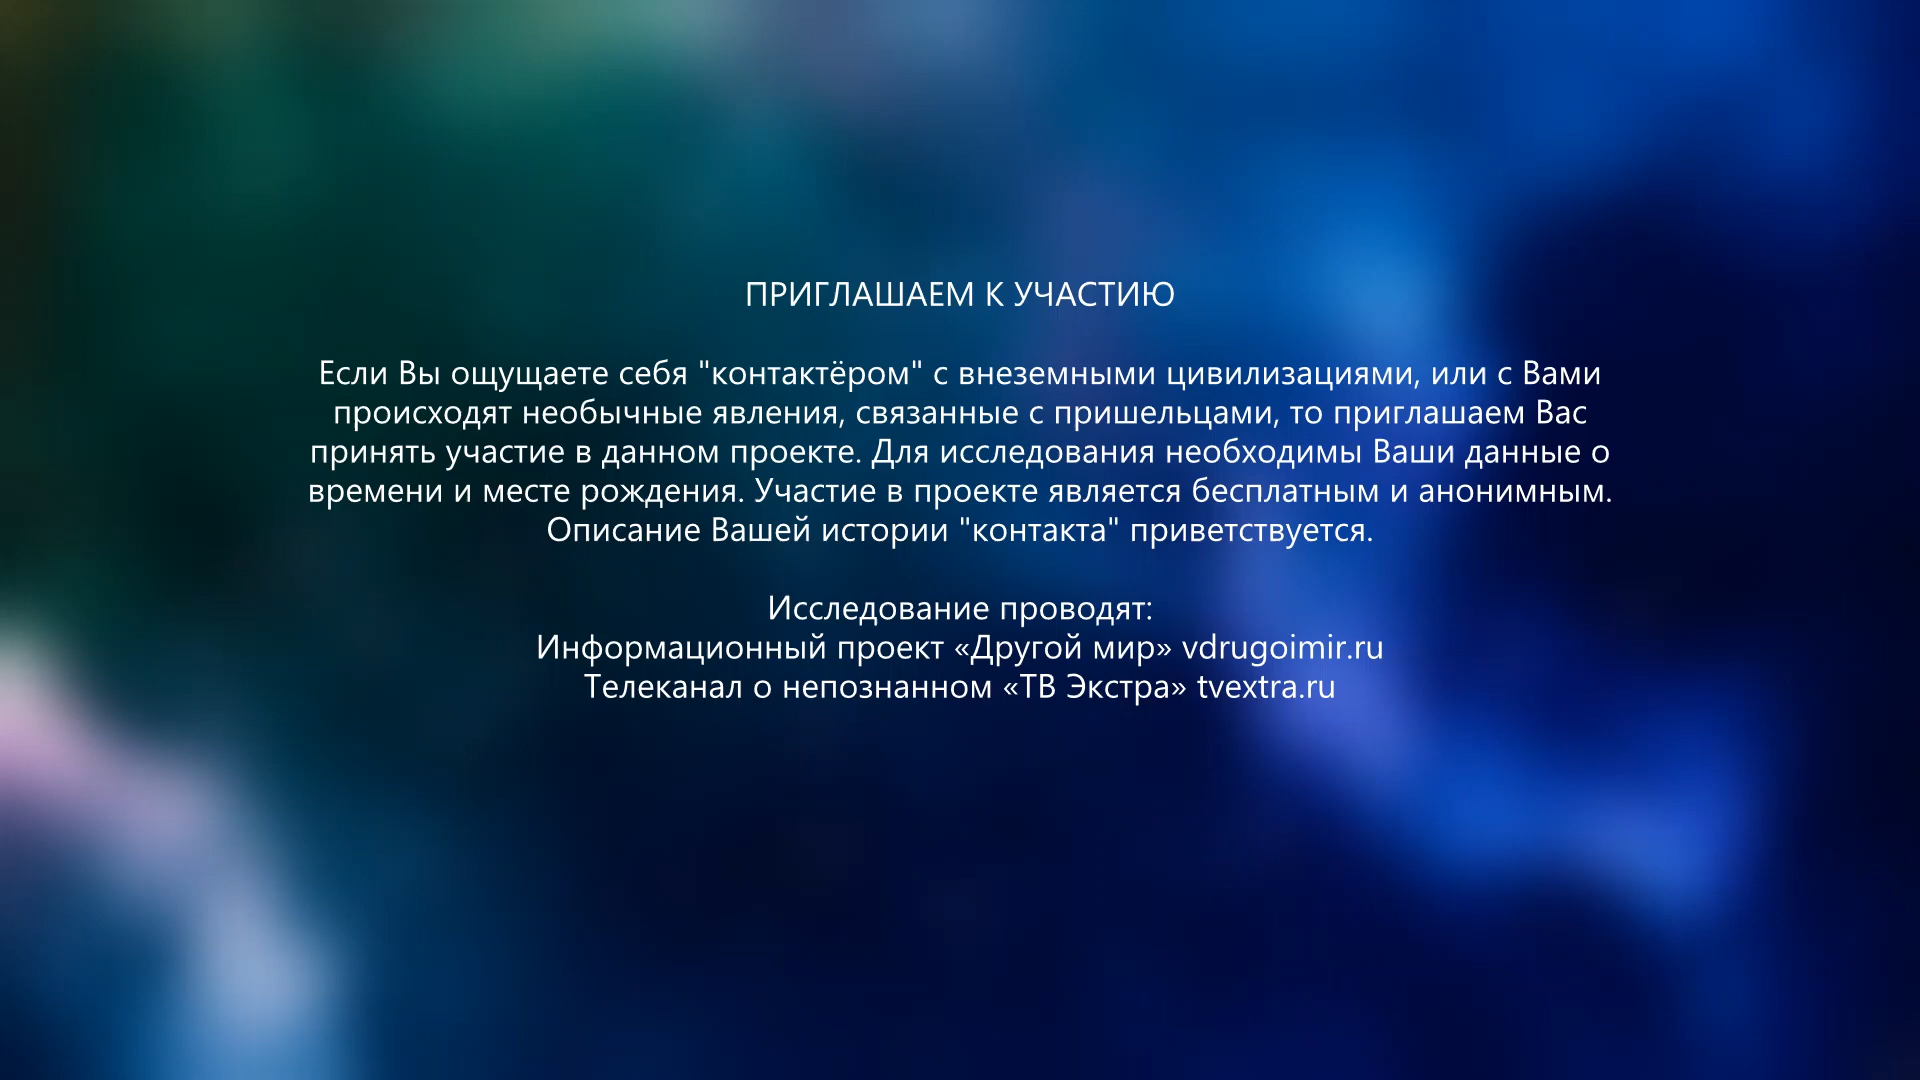 ПРИГЛАШАЕМ К УЧАСТИЮ
Если Вы ощущаете себя "контактёром" с внеземными цивилизациями, или с Вами
происходят необычные явления, связанные с пришельцами, то приглашаем Вас
принять участие в данном проекте. Для исследования необходимы Ваши данные о
времени и месте рождения. Участие в проекте является бесплатным и анонимным.
Описание Вашей истории "контакта" приветствуется.
Исследование проводят:
Информационный проект «Другой мир» vdrugoimir.ru
Телеканал о непознанном «ТВ Экстра» tvextra.ru